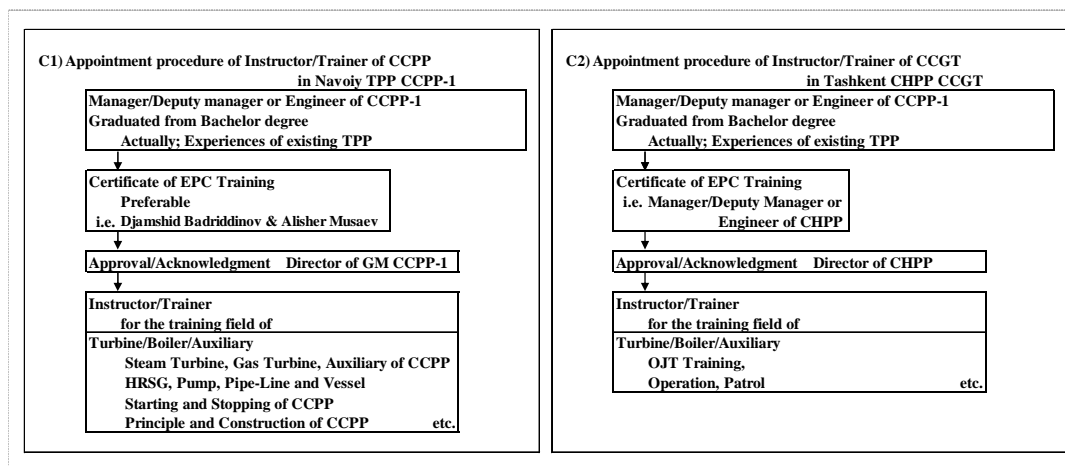 C1) Appointment procedure of Instructor/Trainer of CCPP
in Navoiy TPP CCPP-1
Manager/Deputy manager or Engineer of CCPP-1
Graduated from Bachelor degree
Actually; Experiences of existing TPP
Certificate of EPC Training
Preferable
i.e. Djamshid Badriddinov & Alisher Musaev
Approval/Acknowledgment Director of GM CCPP-1
Instructor/Trainer
for the training field of
Turbine/Boiler/Auxiliary
Steam Turbine, Gas Turbine, Auxiliary of CCPP
HRSG, Pump, Pipe-Line and Vessel
Starting and Stopping of CCPP
Principle and Construction of CCPP etc.
C2) Appointment procedure of Instructor/Trainer of CCGT
in Tashkent CHPP CCGT
Manager/Deputy manager or Engineer of CCPP-1
Graduated from Bachelor degree
Actually; Experiences of existing TPP
Certificate of EPC Training
i.e. Manager/Deputy Manager or
Engineer of CHPP
Approval/Acknowledgment Director of CHPP
Instructor/Trainer
for the training field of
Turbine/Boiler/Auxiliary
OJT Training,
Operation, Patrol etc.